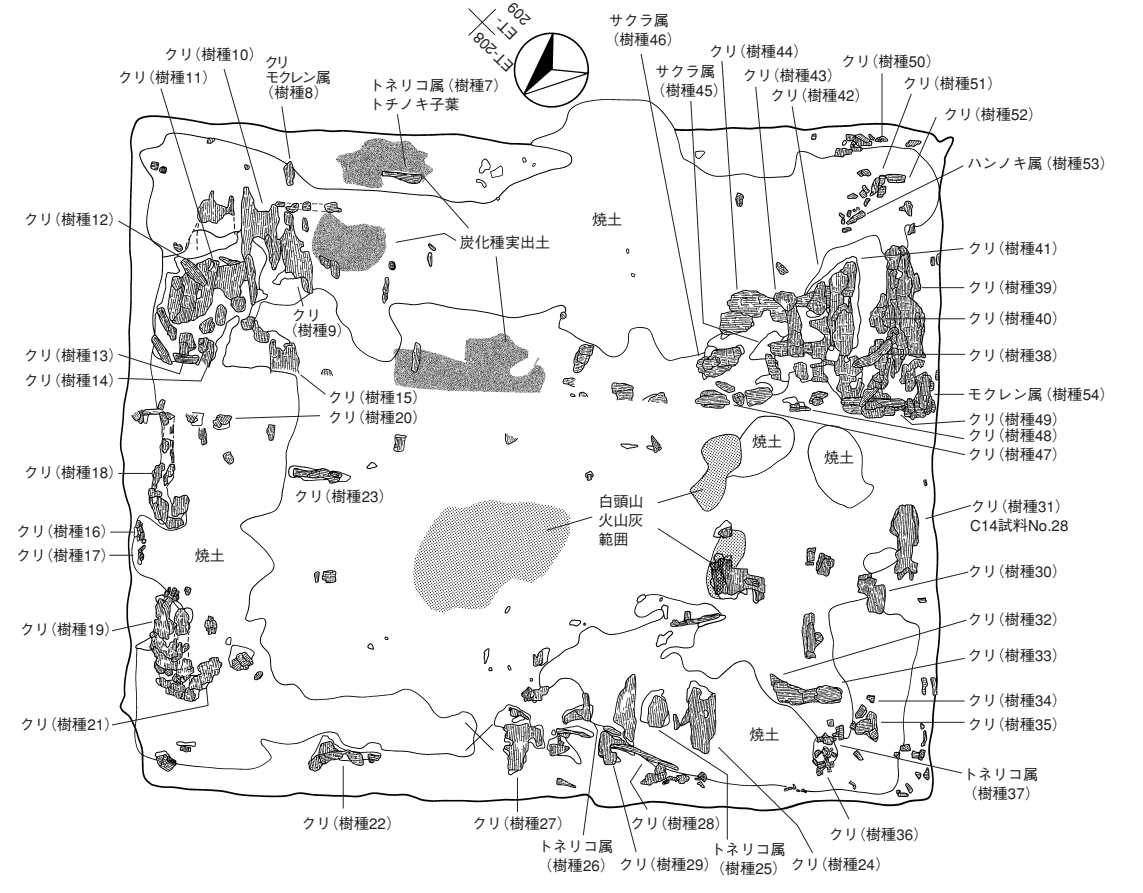 ET-
209
ET-208
サクラ属
（樹種46）
クリ（樹種10）
クリ（樹種11）
クリ
モクレン属
（樹種8）
トネリコ属（樹種7）
トチノキ子葉
サクラ属
（樹種45）
クリ（樹種44）
クリ（樹種43）
クリ（樹種42）
クリ（樹種50）
クリ（樹種51）
クリ（樹種52）
ハンノキ属（樹種53）
クリ（樹種12）
焼土
炭化種実出土
クリ（樹種41）
クリ（樹種39）
クリ（樹種40）
クリ
（樹種9）
クリ（樹種13）
クリ（樹種14）
クリ（樹種38）
クリ（樹種15）
クリ（樹種20）
モクレン属（樹種54）
クリ（樹種49）
クリ（樹種48）
クリ（樹種47）
焼土
焼土
クリ（樹種18）
クリ（樹種23）
白頭山
火山灰
範囲
クリ（樹種31）
C14試料No.28
クリ（樹種16）
クリ（樹種17）
焼土
クリ（樹種30）
クリ（樹種19）
クリ（樹種32）
クリ（樹種33）
クリ（樹種34）
クリ（樹種35）
クリ（樹種21）
焼土
トネリコ属
（樹種37）
クリ（樹種22）
クリ（樹種27）
クリ（樹種28）
クリ（樹種36）
トネリコ属
（樹種26）
クリ（樹種29）
トネリコ属
（樹種25）
クリ（樹種24）